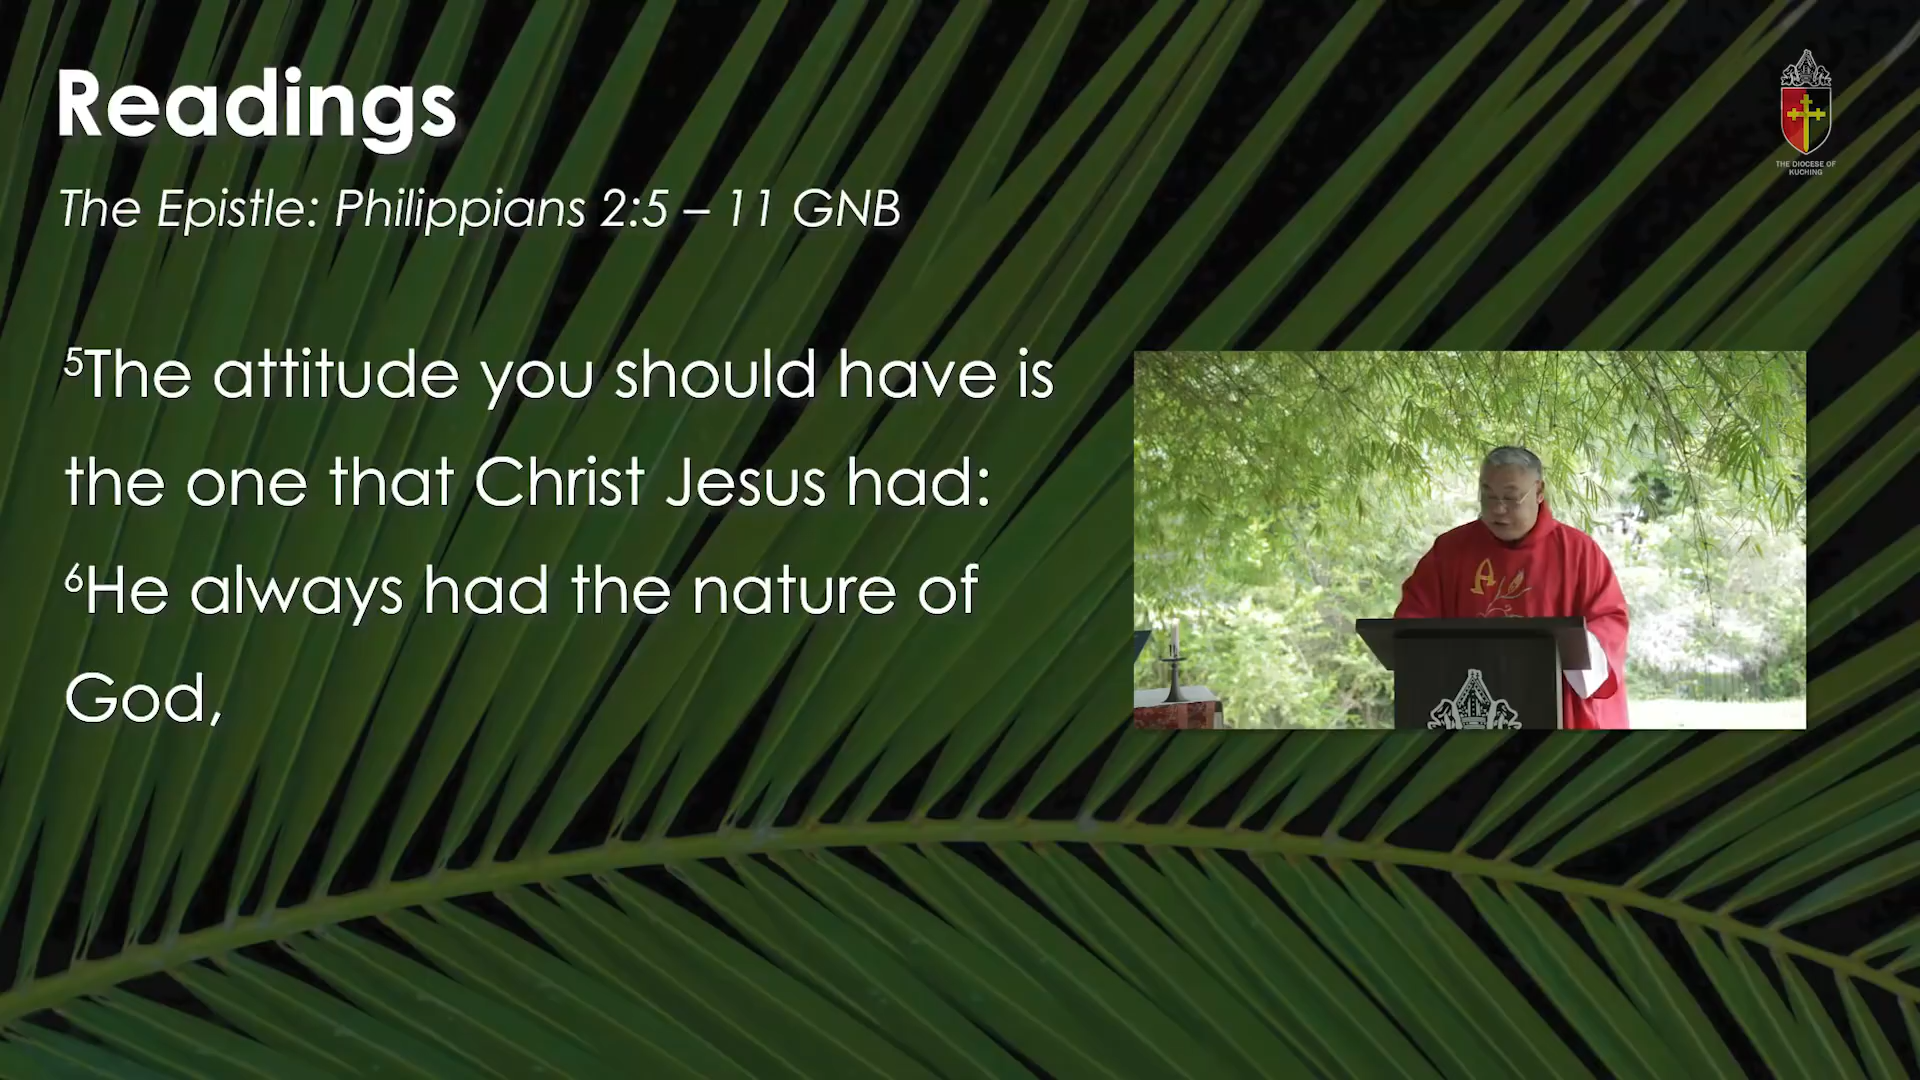 Readings
The Epistle: Philippians 2:5 – 11 GNB
⁵The attitude you should have is
the one that Christ Jesus had:
⁶He always had the nature of
God,
THE DIOCESE OF
KUCHING
A